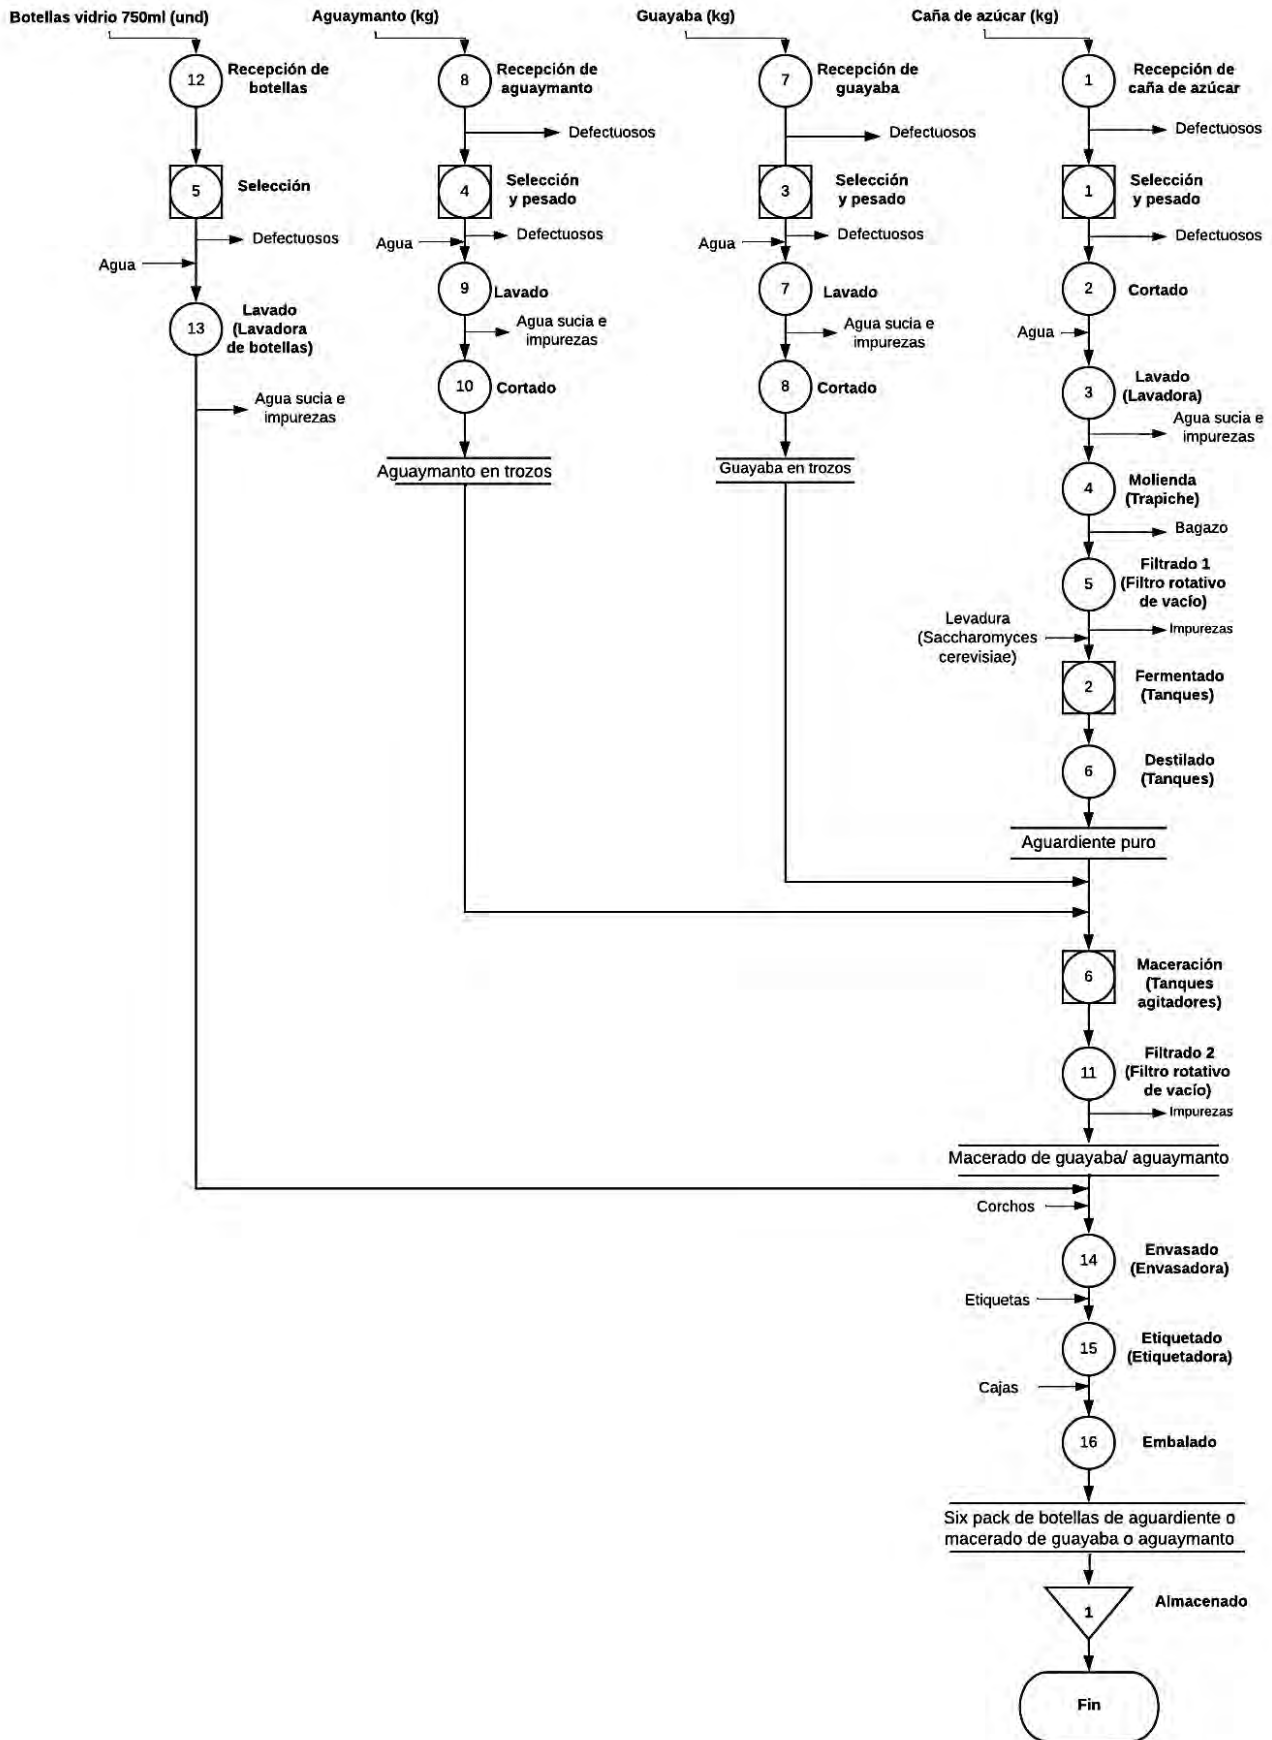 Botellas vidrio 750ml (und)
12
Recepción de
botellas
5
Selección
Defectuosos
Agua
13
Lavado
(Lavadora
de botellas)
Agua sucia e
impurezas
Aguaymanto (kg)
8
Recepción de
aguaymanto
Defectuosos
4
Selección
y pesado
Defectuosos
Agua
9
Lavado
Agua sucia e
impurezas
10
Cortado
Aguaymanto en trozos
Guayaba (kg)
7
Recepción de
guayaba
Defectuosos
3
Selección
y pesado
Defectuosos
Agua
7
Lavado
Agua sucia e
impurezas
8
Cortado
Guayaba en trozos
Caña de azúcar (kg)
1
Recepción de
caña de azúcar
Defectuosos
1
Selección
y pesado
Defectuosos
2
Cortado
Agua
3
Lavado
(Lavadora)
Agua sucia e
impurezas
4
Molienda
(Trapiche)
Bagazo
5
Filtrado 1
(Filtro rotativo
de vacío)
Impurezas
Levadura
(Saccharomyces
cerevisiae)
2
Fermentado
(Tanques)
6
Destilado
(Tanques)
Aguardiente puro
6
Maceración
(Tanques
agitadores)
11
Filtrado 2
(Filtro rotativo
de vacío)
Impurezas
Macerado de guayaba/ aguaymanto
Corchos
14
Envasado
(Envasadora)
Etiquetas
15
Etiquetado
(Etiquetadora)
Cajas
16
Embalado
Six pack de botellas de aguardiente o
macerado de guayaba o aguaymanto
1
Almacenado
Fin